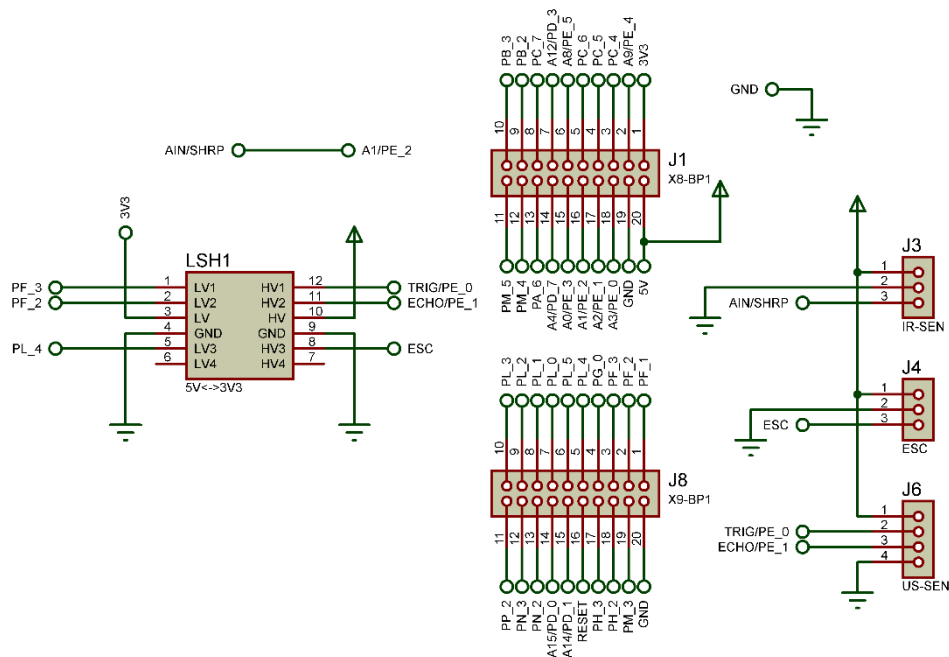 PB_3
PB_2
PC_7
A12/PD_3
A8/PE_5
PC_6
PC_5
PC_4
A9/PE_4
3V3
10
9
8
7
6
5
4
3
2
1
J1
X8-BP1
11
12
13
14
15
16
17
18
19
20
PM_5
PM_4
PA_6
A4/PD_7
A0/PE_3
A1/PE_2
A2/PE_1
A3/PE_0
GND
5V
GND
AIN/SHRP
A1/PE_2
3V3
LSH1
PF_3 1 LV1 HV1 12 TRIG/PE_0
PF_2 2 LV2 HV2 11 ECHO/PE_1
3 LV HV 10
4 GND GND 9
PL_4 5 LV3 HV3 8 ESC
6 LV4 HV4 7
5V<->3V3
J3
1
2
AIN/SHRP 3
IR-SEN
J4
1
2
ESC 3
ESC
J6
1
TRIG/PE_0 2
ECHO/PE_1 3
4
US-SEN
PL_3
PL_2
PL_1
PL_0
PL_5
PL_4
PG_0
PF_3
PF_2
PF_1
10
9
8
7
6
5
4
3
2
1
J8
X9-BP1
11
12
13
14
15
16
17
18
19
20
PP_2
PN_3
PN_2
A15/PD_0
A14/PD_1
RESET
PH_3
PH_2
PM_3
GND